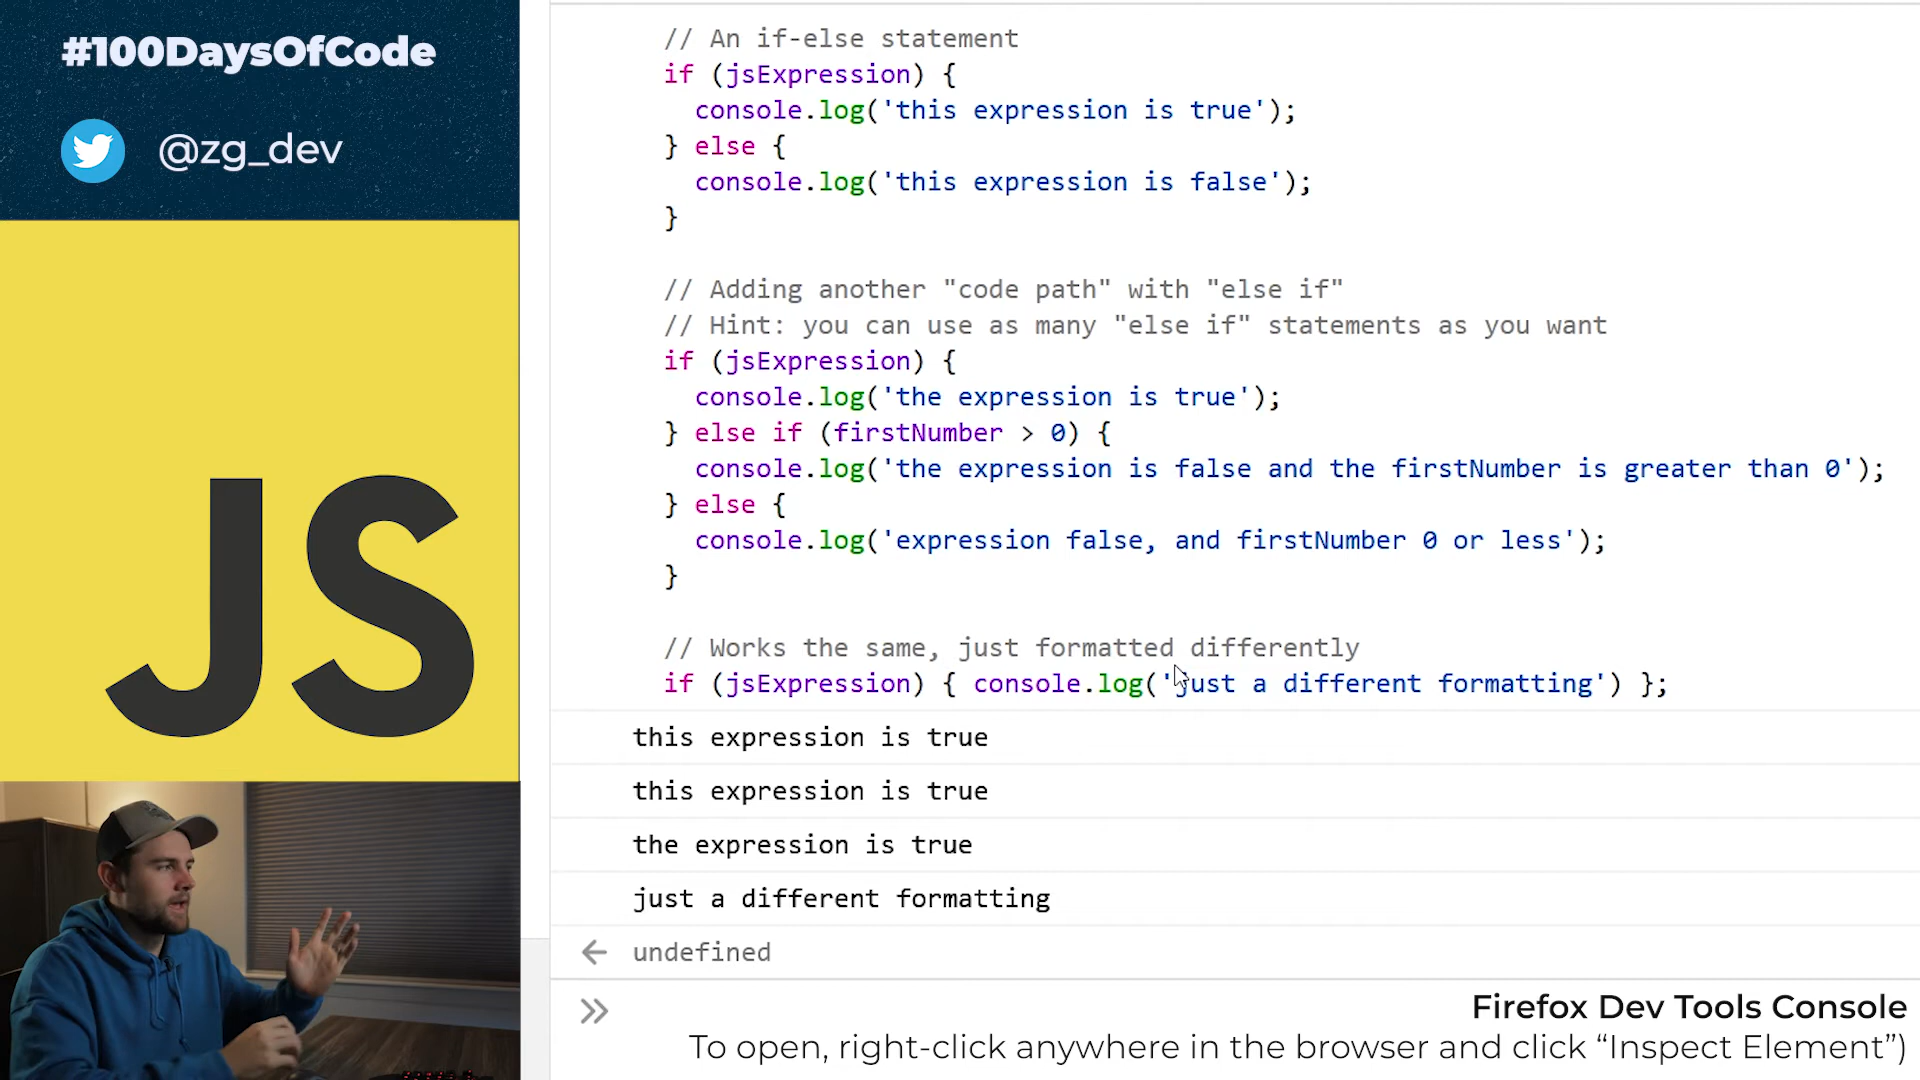 #100DaysOfCode
@zg_dev
JS
// An if-else statement
if (jsExpression) {
  console.log('this expression is true');
} else {
  console.log('this expression is false');
}
// Adding another "code path" with "else if"
// Hint: you can use as many "else if" statements as you want
if (jsExpression) {
  console.log('the expression is true');
} else if (firstNumber > 0) {
  console.log('the expression is false and the firstNumber is greater than 0');
} else {
  console.log('expression false, and firstNumber 0 or less');
}
// Works the same, just formatted differently
if (jsExpression) { console.log('just a different formatting') };
this expression is true
this expression is true
the expression is true
just a different formatting
undefined
Firefox Dev Tools Console
To open, right-click anywhere in the browser and click “Inspect Element”)